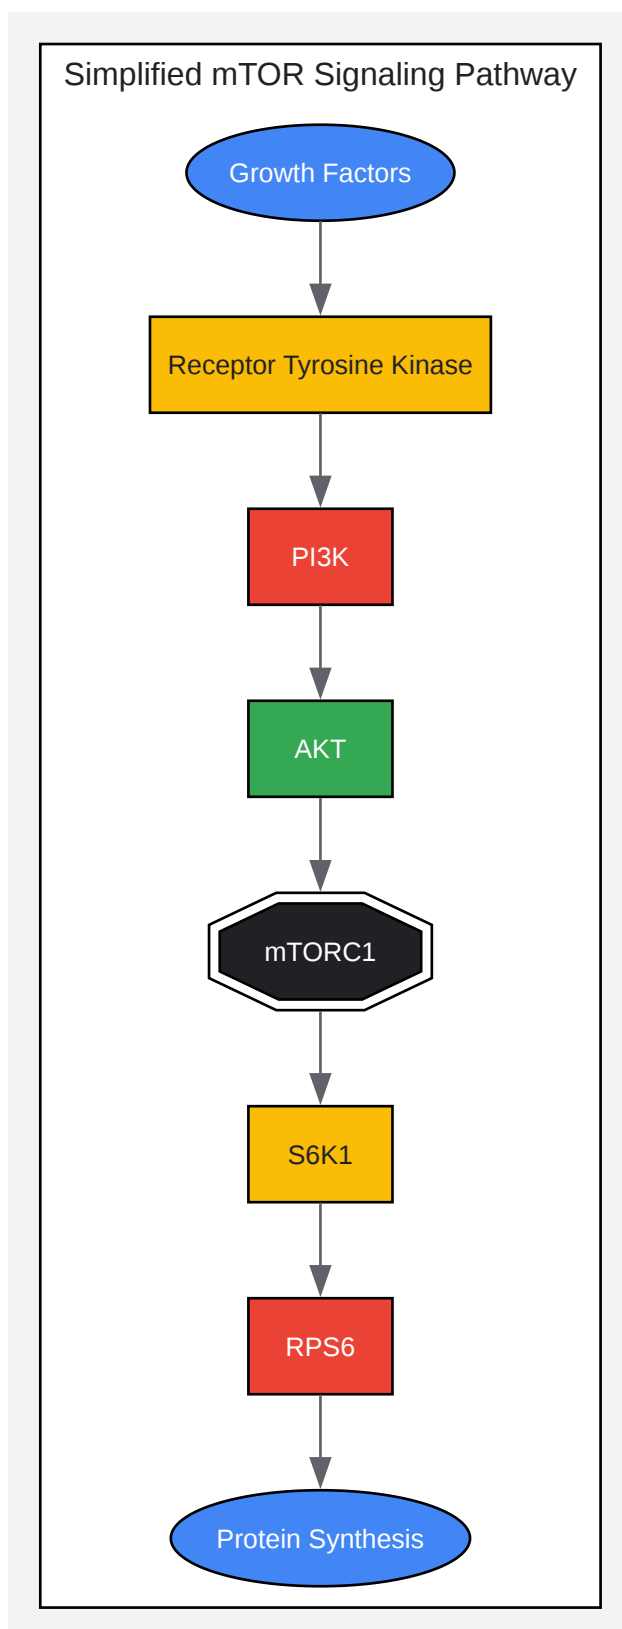 Simplified mTOR Signaling Pathway
Growth Factors
Receptor Tyrosine Kinase
PI3K
AKT
mTORC1
S6K1
RPS6
Protein Synthesis